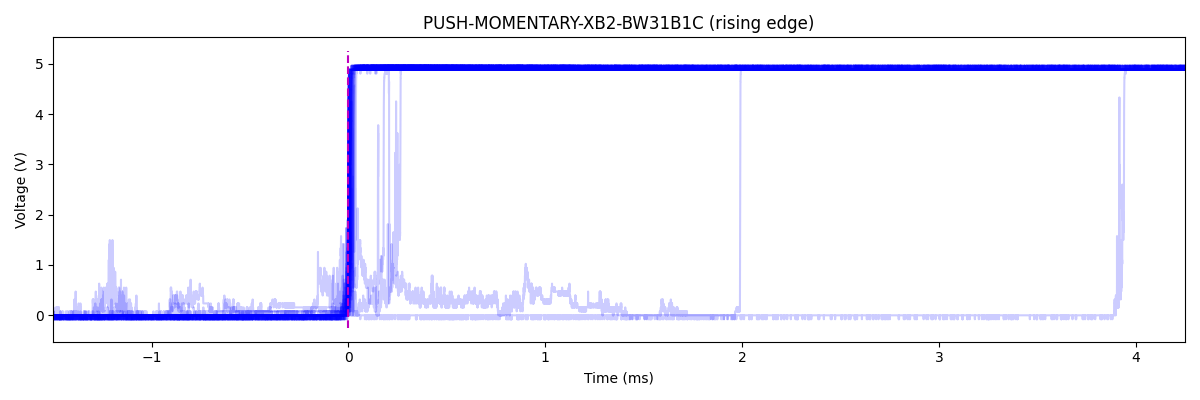 PUSH-MOMENTARY-XB2-BW31B1C (rising edge)
5
4
3
2
1
0
Voltage (V)
−1 0 1 2 3 4
Time (ms)